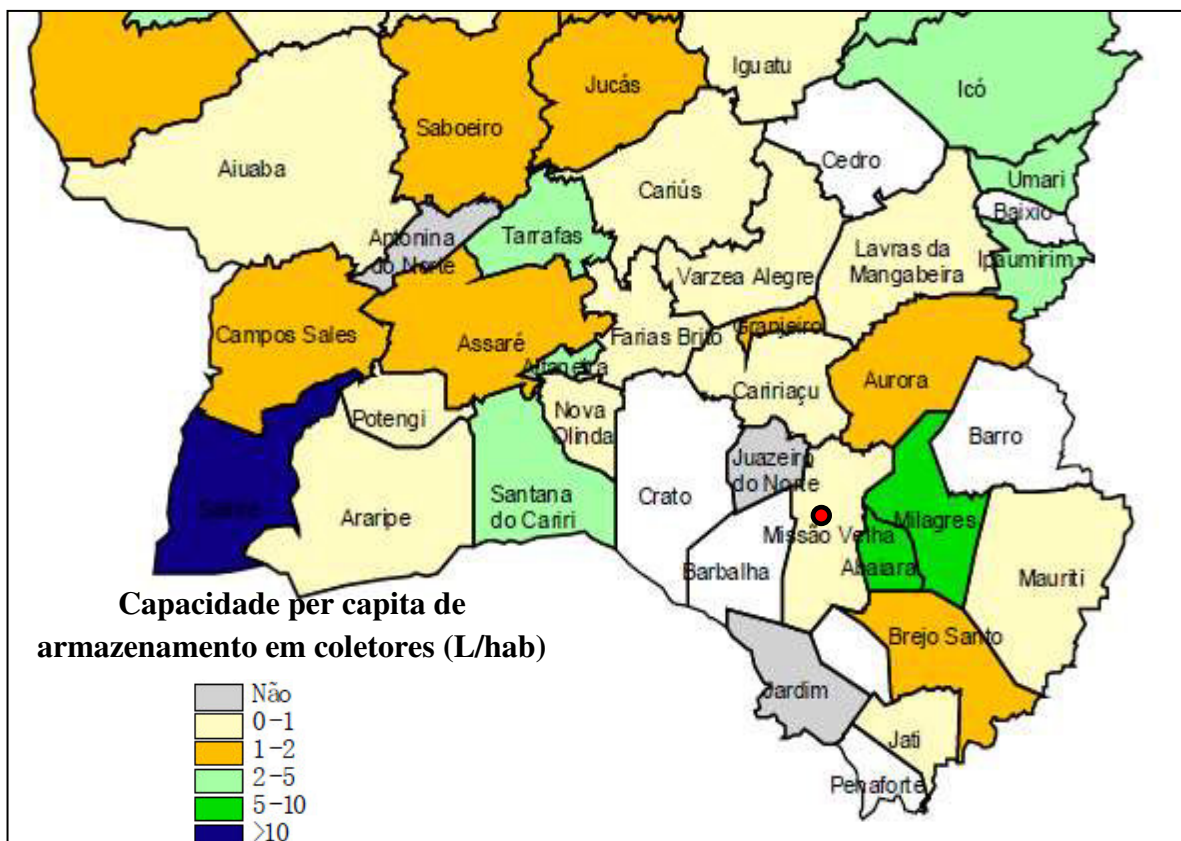 Iguatu
Jucás
Icó
Saboeiro
Cedro
Aiuaba
Umari
Cariús
Baixio
Antonina
do Norte
Tarrafas
Lavras da
Mangabeira
Ipaumirim
Varzea Alegre
Campos Sales
Assaré
Farias Brito
Granjeiro
Altaneira
Aurora
Caririaçu
Potengi
Nova
Olinda
Barro
Juazeiro
do Norte
Santana
do Cariri
Crato
Araripe
Milagres
Missão Velha
Barbalha
Abaiara
Mauriti
Capacidade per capita de
armazenamento em coletores (L/hab)
Brejo Santo
Jardim
Jati
Penaforte
Não
0-1
1-2
2-5
5-10
>10